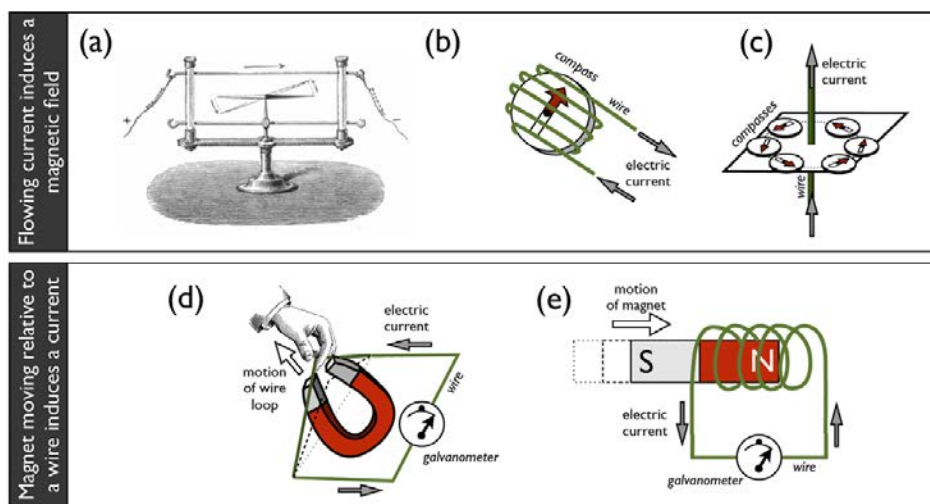 Flowing current induces a
magnetic field
(a)
+
−
(b)
compass
wire
electric
current
(c)
electric
current
compasses
wire
Magnet moving relative to
a wire induces a current
(d)
electric
current
motion
of wire
loop
wire
galvanometer
(e)
motion
of magnet
S
N
electric
current
galvanometer
wire